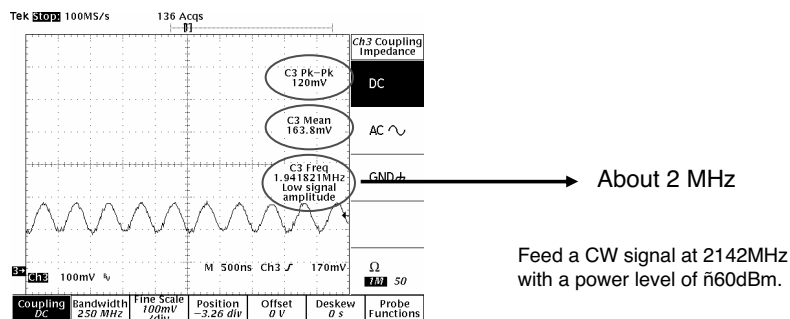 Tek Stop: 100MS/s 136 Acqs
Ch3 Coupling
Impedance
C3 Pk–Pk
120mV
DC
C3 Mean
163.8mV
AC
C3 Freq
1.941821MHz
Low signal
amplitude
GND
About 2 MHz
Feed a CW signal at 2142MHz
with a power level of ñ60dBm.
3
Ch3 100mV M 500ns Ch3 170mV
Ω
1M 50
Coupling
DC
Bandwidth
250 MHz
Fine Scale
100mV
/div
Position
–3.26 div
Offset
0 V
Deskew
0 s
Probe
Functions